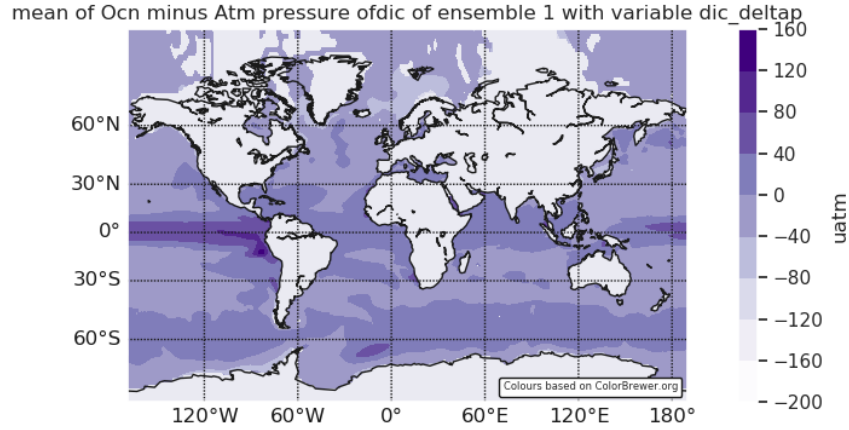 mean of Ocn minus Atm pressure ofdic of ensemble 1 with variable dic_deltap
160
120
80
40
0
−40
−80
−120
−160
−200
uatm
60°N
30°N
0°
30°S
60°S
Colours based on ColorBrewer.org
120°W 60°W 0° 60°E 120°E 180°